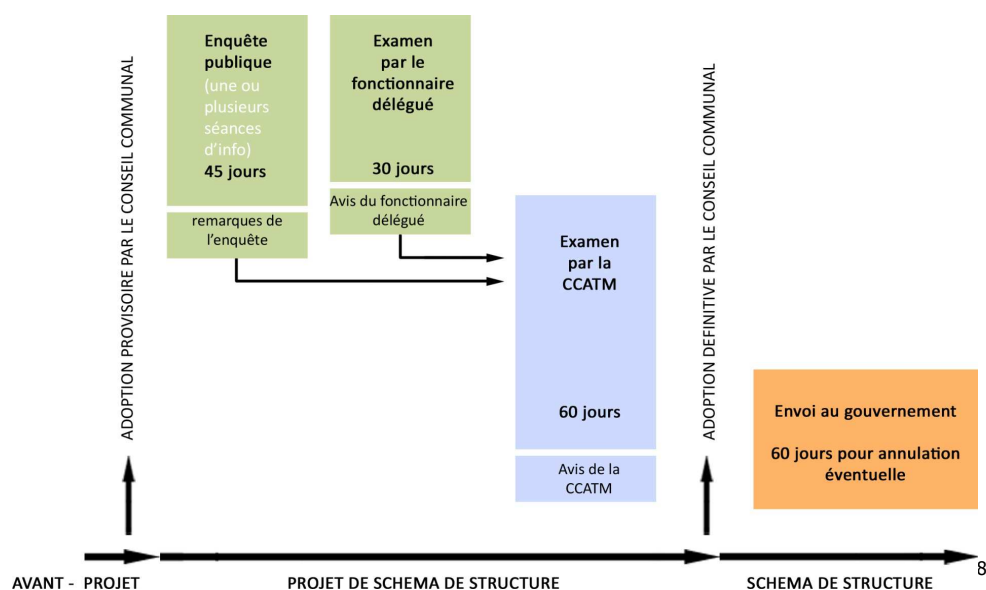 ADOPTION PROVISOIRE PAR LE CONSEIL COMMUNAL
Enquête
publique
(une ou
plusieurs
séances
d'info)
45 jours
remarques de
l'enquête
Examen
par le
fonctionnaire
délégué
30 jours
Avis du fonctionnaire
délégué
Examen
par la
CCATM
60 jours
Avis de la
CCATM
ADOPTION DEFINITIVE PAR LE CONSEIL COMMUNAL
Envoi au gouvernement
60 jours pour annulation
éventuelle
AVANT - PROJET
PROJET DE SCHEMA DE STRUCTURE
SCHEMA DE STRUCTURE
8